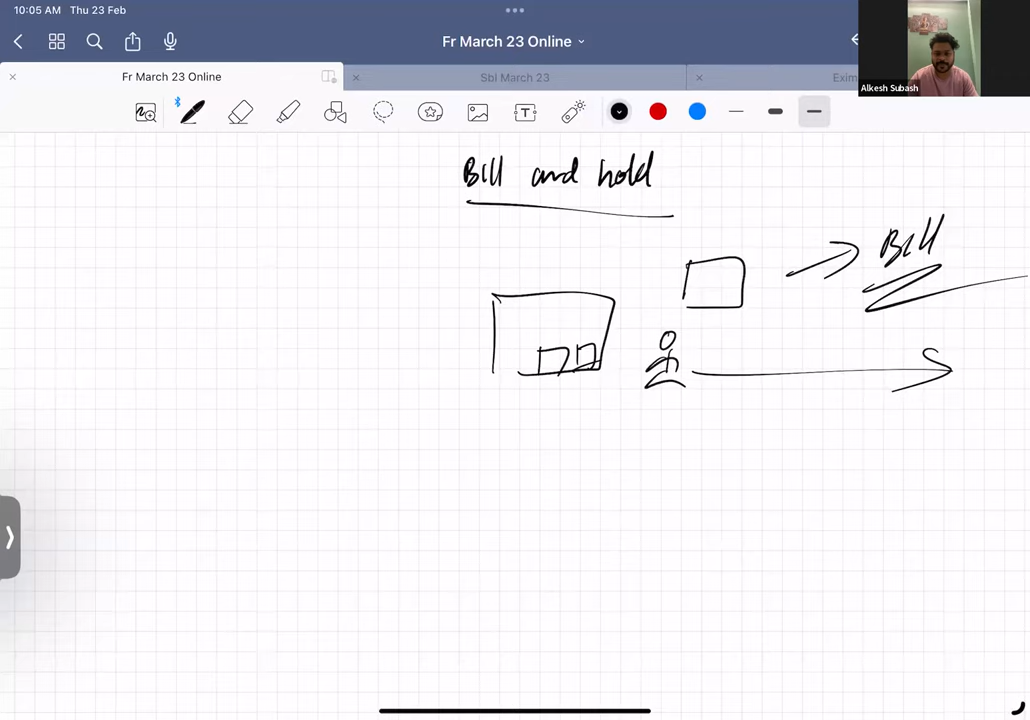 10:05 AM Thu 23 Feb
Fr March 23 Online
Fr March 23 Online
Sbl March 23
Exim
Alkesh Subash
Bill and hold
Bill